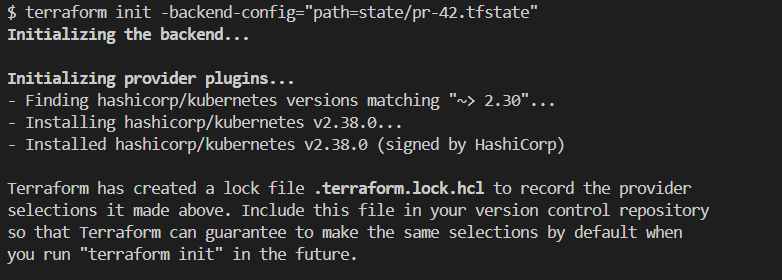 $ terraform init -backend-config="path=state/pr-42.tfstate"
Initializing the backend...
Initializing provider plugins...
- Finding hashicorp/kubernetes versions matching "~> 2.30"...
- Installing hashicorp/kubernetes v2.38.0...
- Installed hashicorp/kubernetes v2.38.0 (signed by HashiCorp)
Terraform has created a lock file .terraform.lock.hcl to record the provider
selections it made above. Include this file in your version control repository
so that Terraform can guarantee to make the same selections by default when
you run "terraform init" in the future.